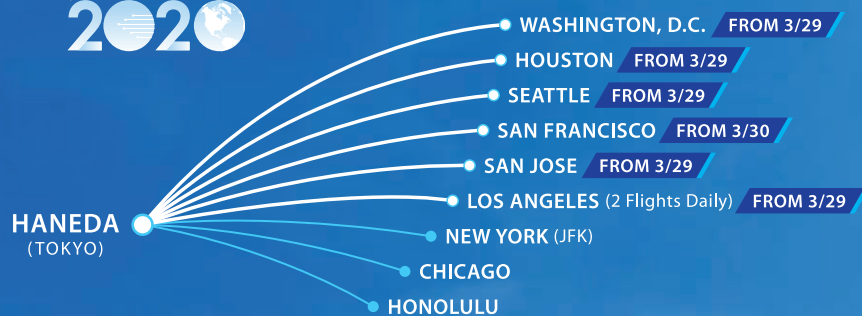 2020
WASHINGTON, D.C. FROM 3/29
HOUSTON FROM 3/29
SEATTLE FROM 3/29
SAN FRANCISCO FROM 3/30
SAN JOSE FROM 3/29
LOS ANGELES (2 Flights Daily) FROM 3/29
HANEDA
(TOKYO)
NEW YORK (JFK)
CHICAGO
HONOLULU